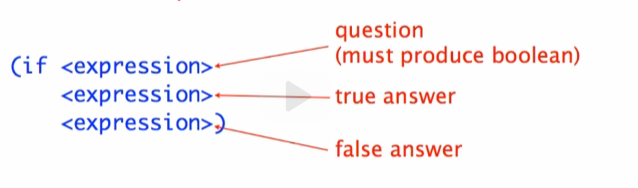 question
(must produce boolean)
(if <expression>
<expression>
true answer
<expression>)
false answer